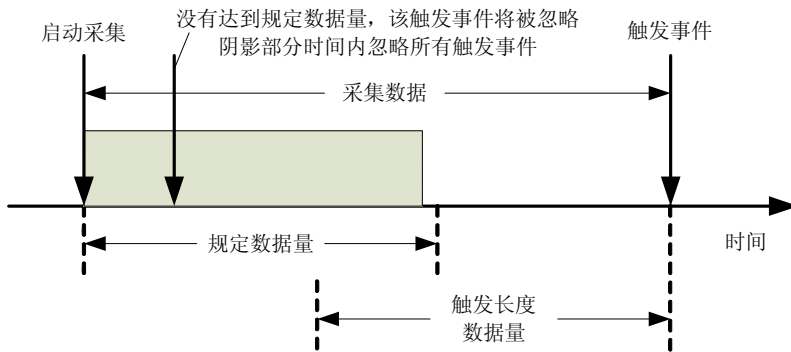 没有达到规定数据量，该触发事件将被忽略
启动采集
阴影部分时间内忽略所有触发事件
触发事件
采集数据
规定数据量
时间
触发长度
数据量